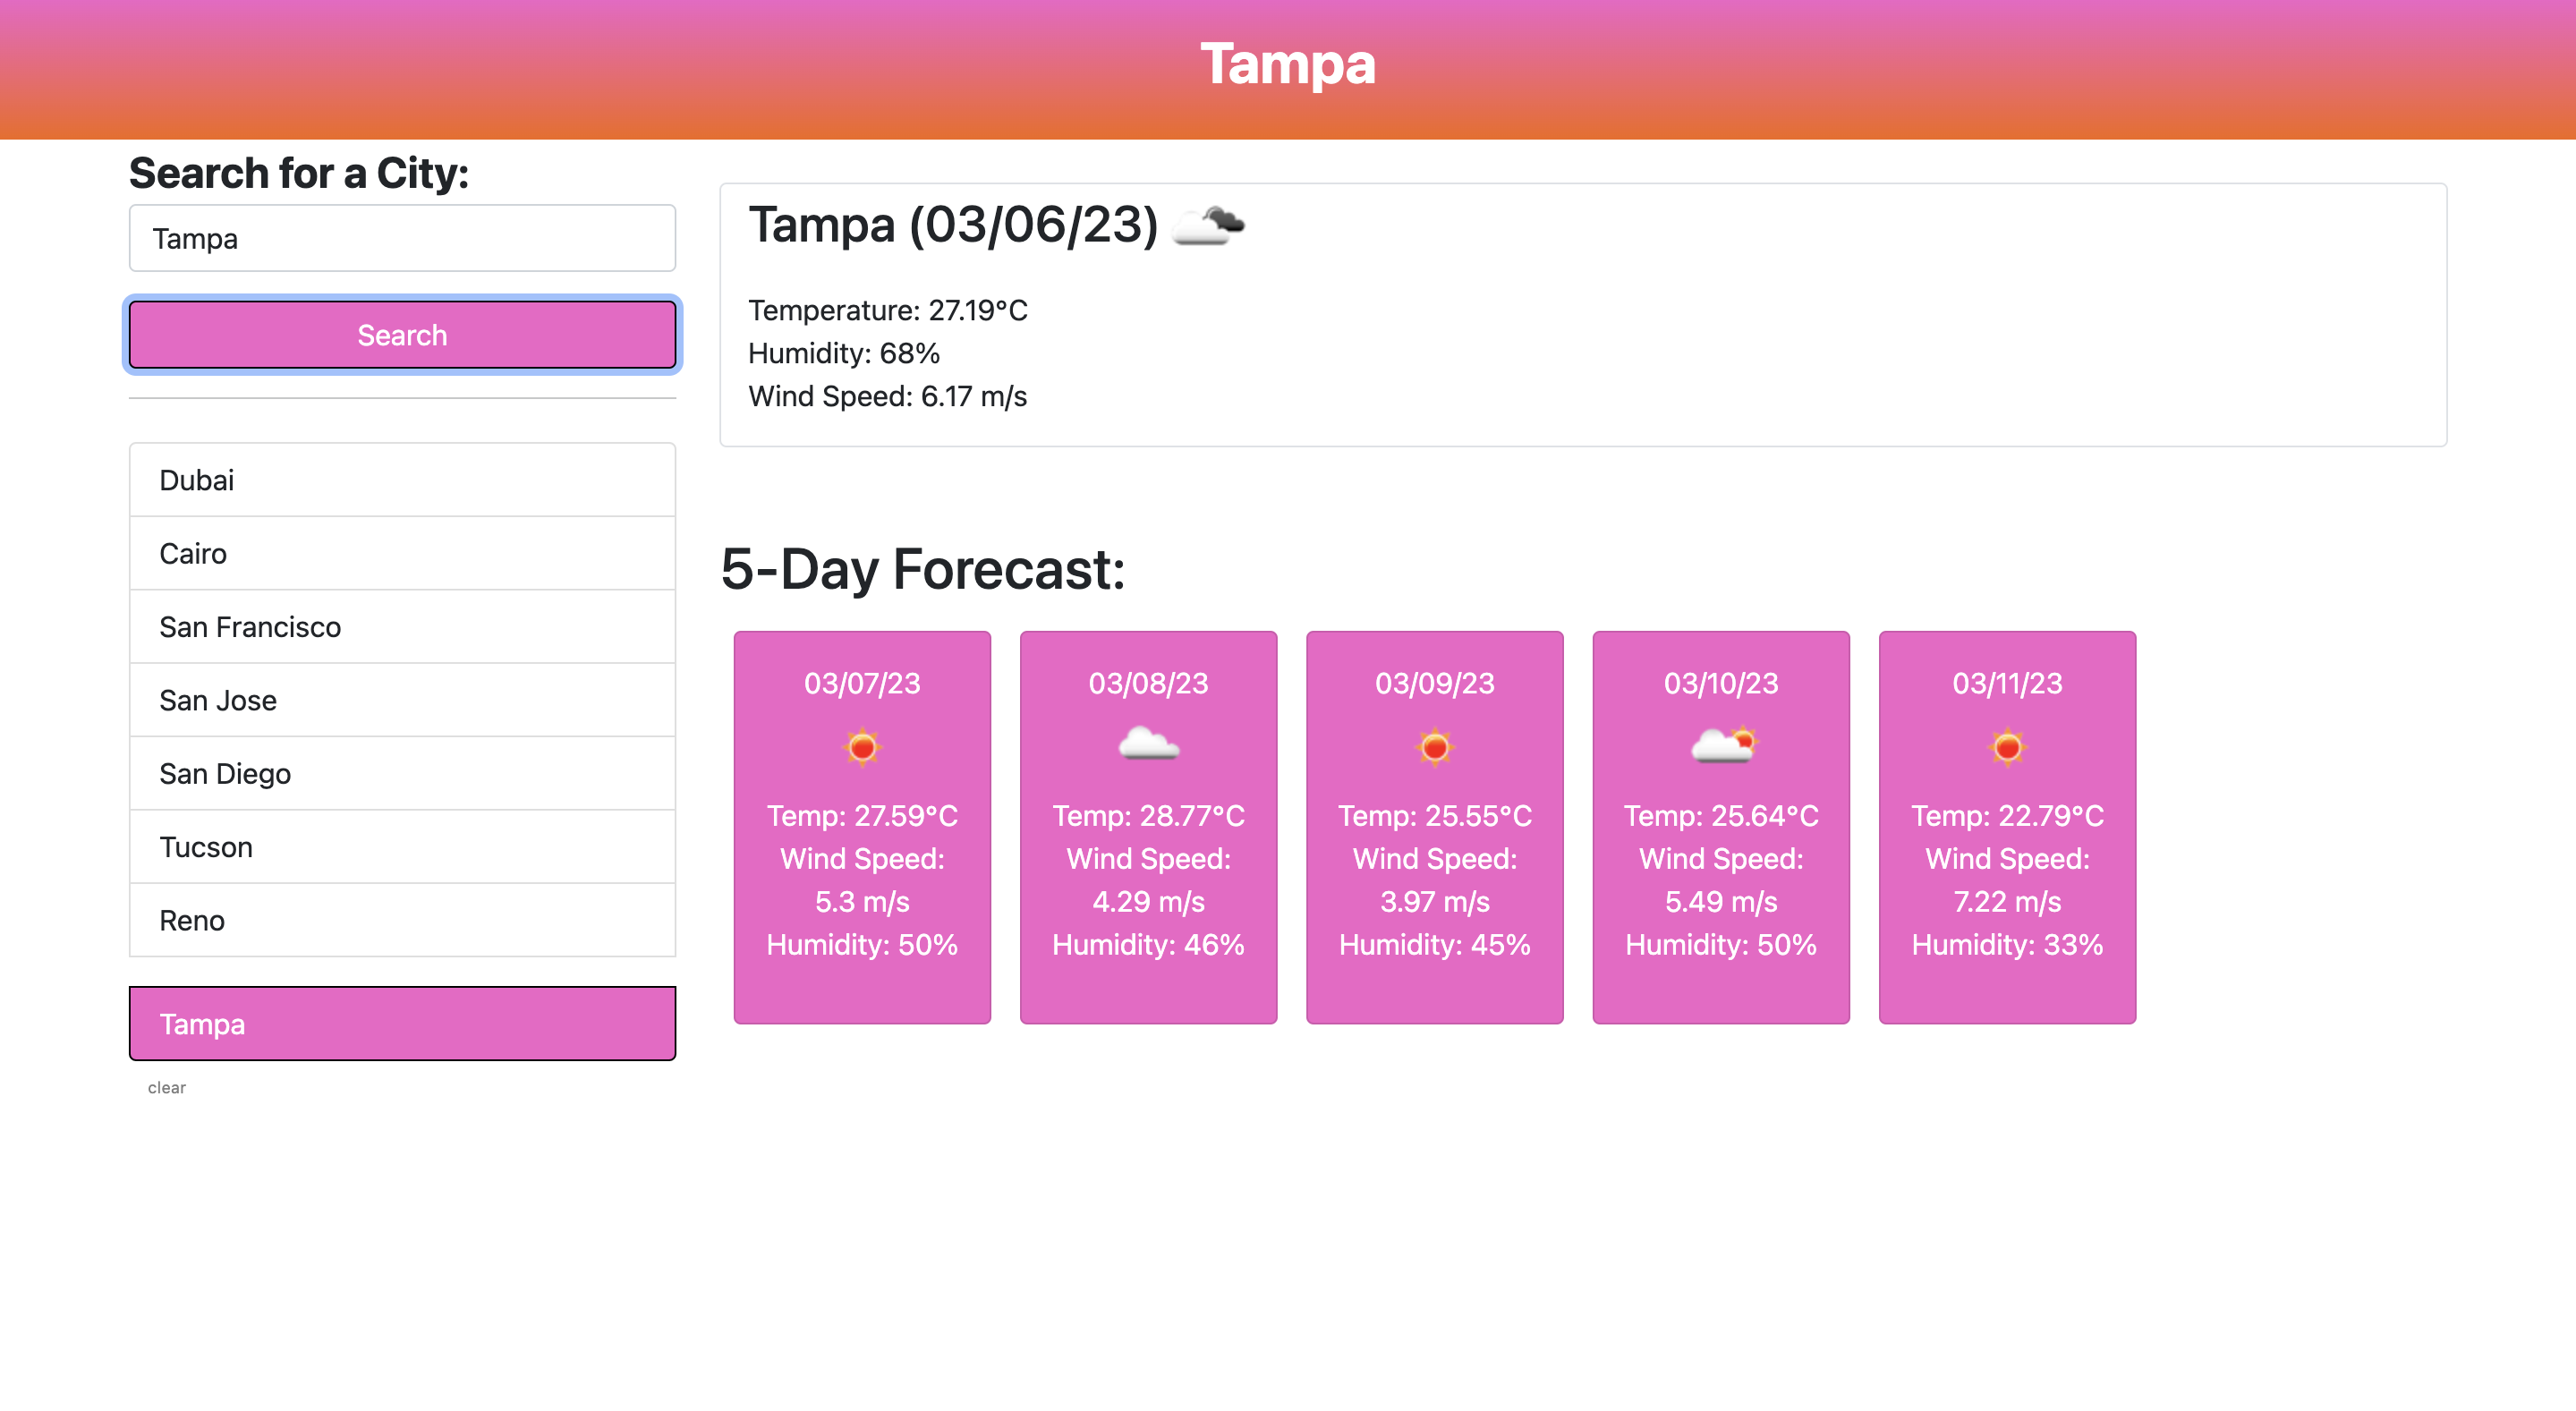 Tampa
Search for a City:
Tampa
Search
Dubai
Cairo
San Francisco
San Jose
San Diego
Tucson
Reno
Tampa
clear
Tampa (03/06/23)
Temperature: 27.19°C
Humidity: 68%
Wind Speed: 6.17 m/s
5-Day Forecast:
03/07/23
Temp: 27.59°C
Wind Speed:
5.3 m/s
Humidity: 50%
03/08/23
Temp: 28.77°C
Wind Speed:
4.29 m/s
Humidity: 46%
03/09/23
Temp: 25.55°C
Wind Speed:
3.97 m/s
Humidity: 45%
03/10/23
Temp: 25.64°C
Wind Speed:
5.49 m/s
Humidity: 50%
03/11/23
Temp: 22.79°C
Wind Speed:
7.22 m/s
Humidity: 33%